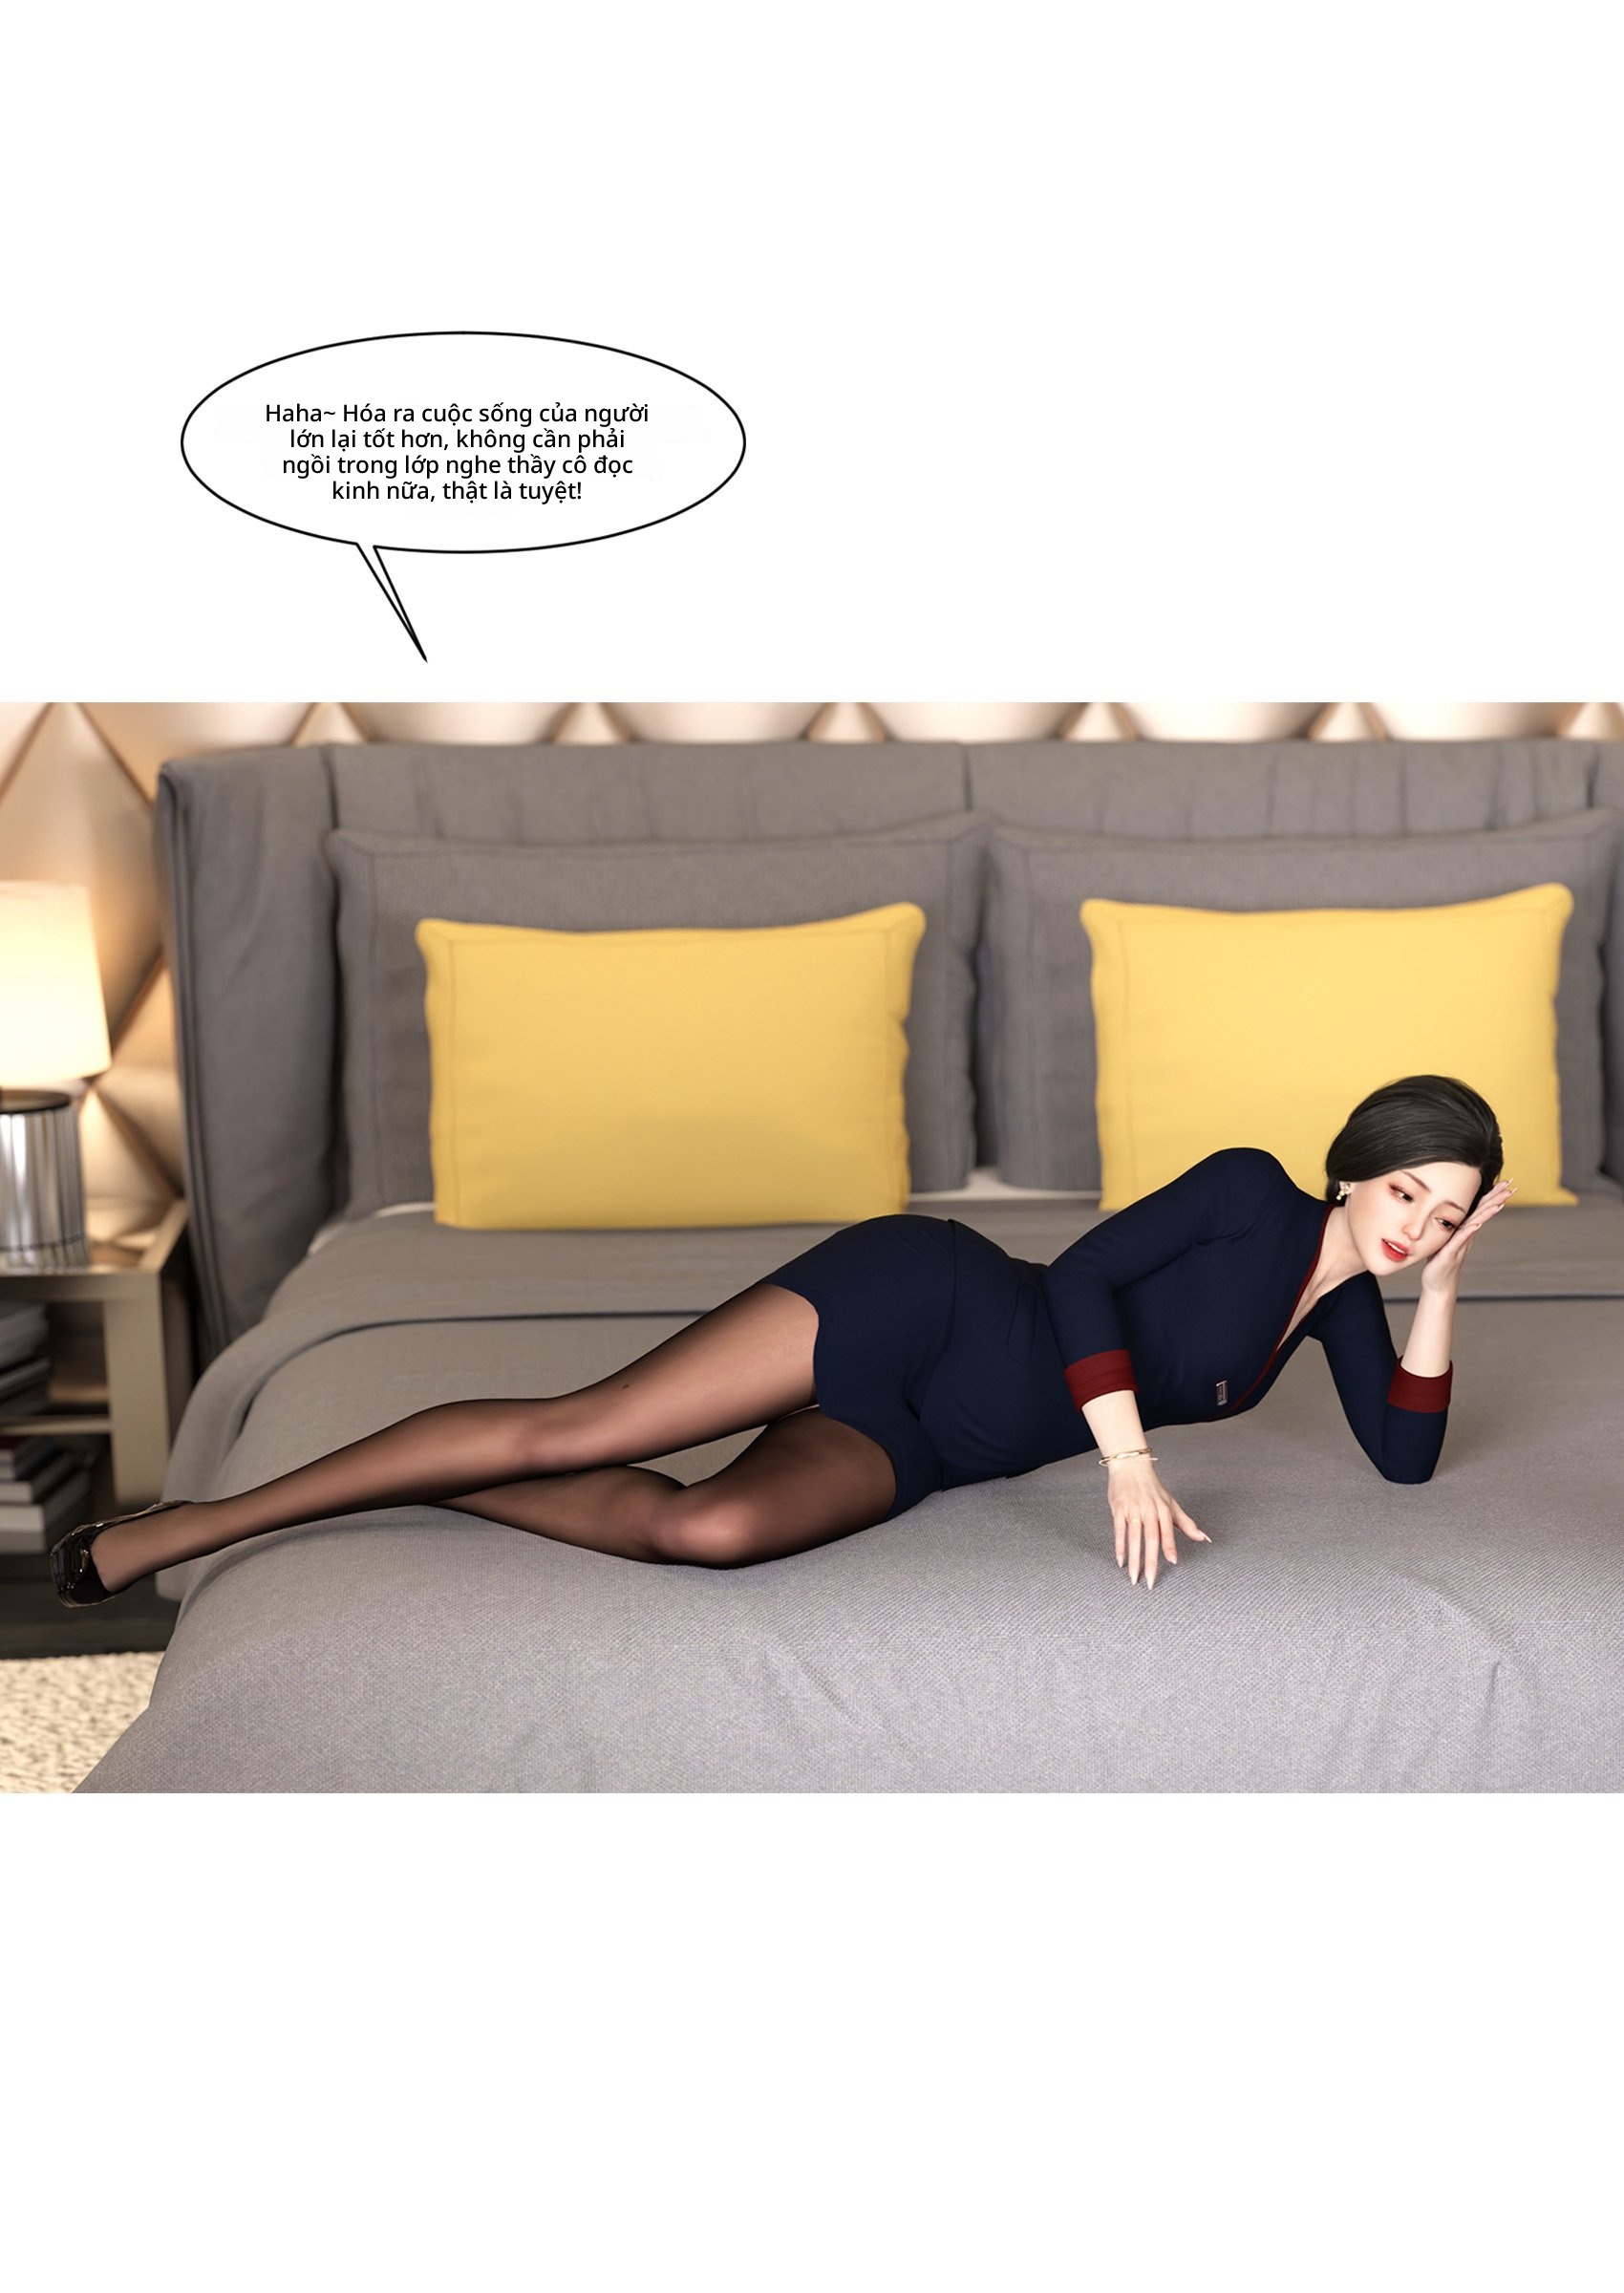 Haha~ Hóa ra cuộc sống của người
lớn lại tốt hơn, không cần phải
ngồi trong lớp nghe thầy cô đọc
kinh nữa, thật là tuyệt!